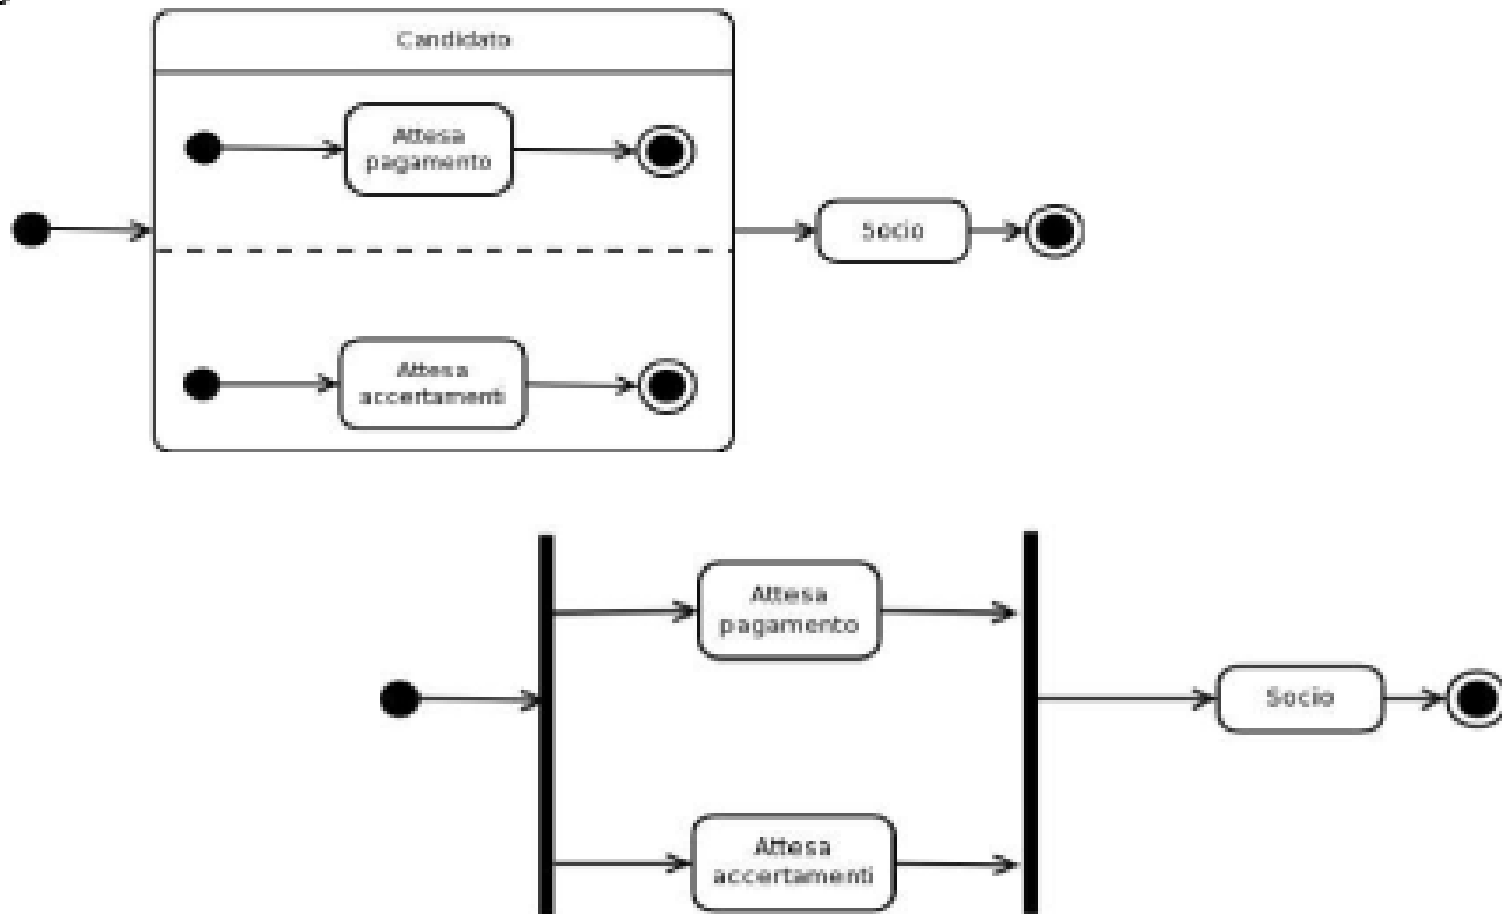 Candidato
Attesa
pagamento
Socio
Attesa
accertamenti
Attesa
pagamento
Socio
Attesa
accertamenti